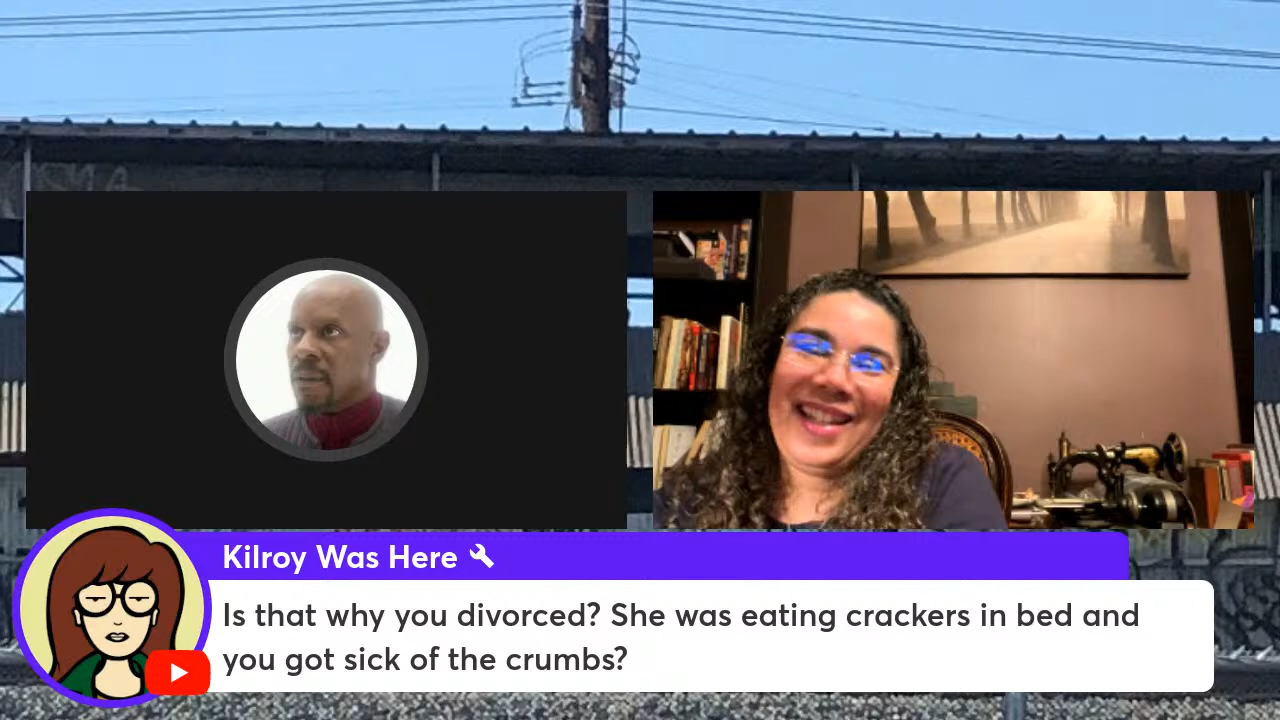 Kilroy Was Here
Is that why you divorced? She was eating crackers in bed and
you got sick of the crumbs?